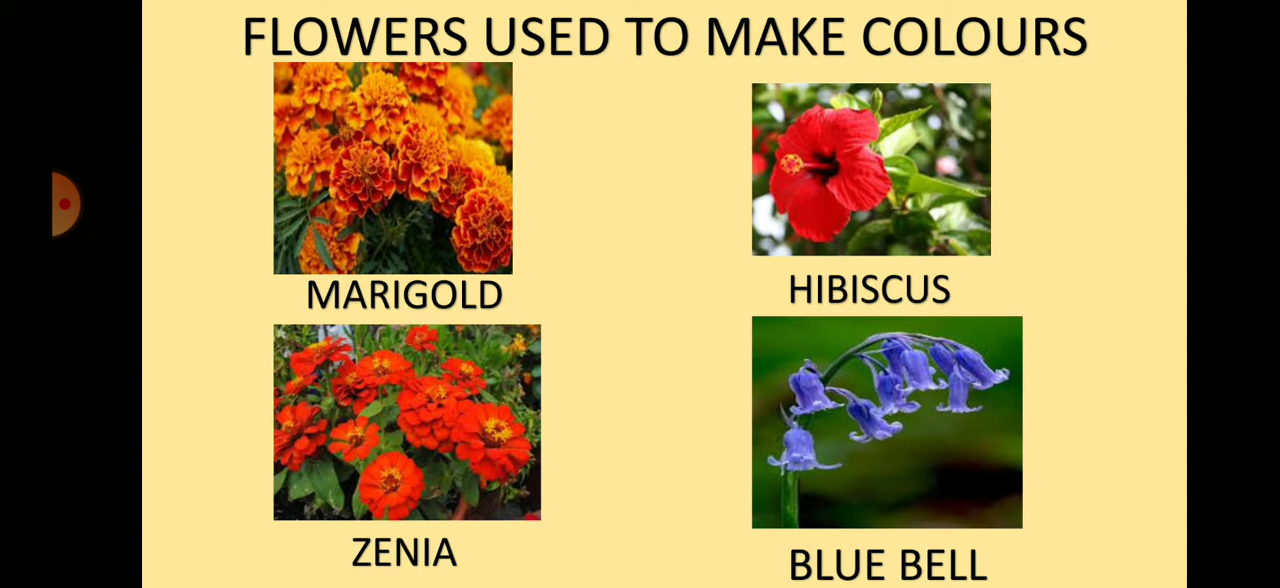 FLOWERS USED TO MAKE COLOURS
MARIGOLD
HIBISCUS
ZENIA
BLUE BELL